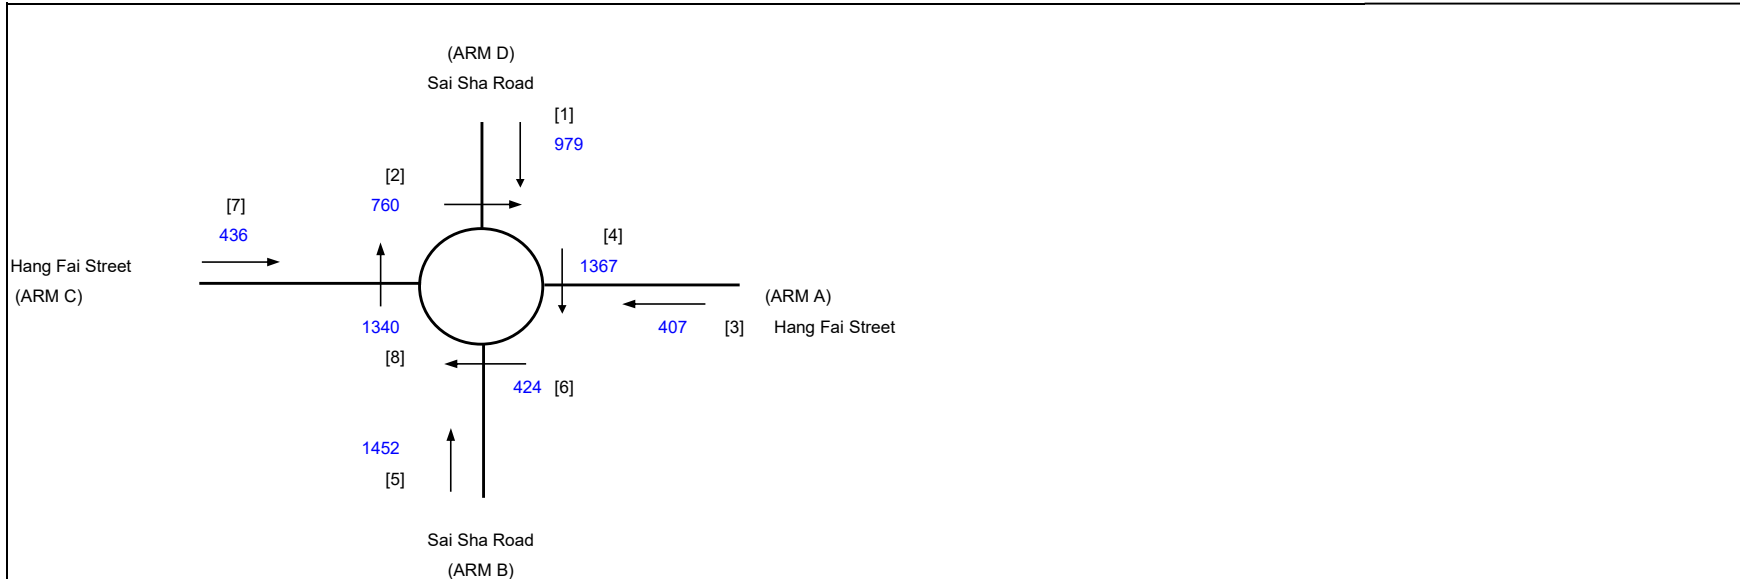 (ARM D)
Sai Sha Road
[1]
979
[2]
760
[7]
436
[4]
1367
Hang Fai Street
(ARM C)
(ARM A)
1340
407 [3] Hang Fai Street
[8]
424 [6]
1452
[5]
Sai Sha Road
(ARM B)